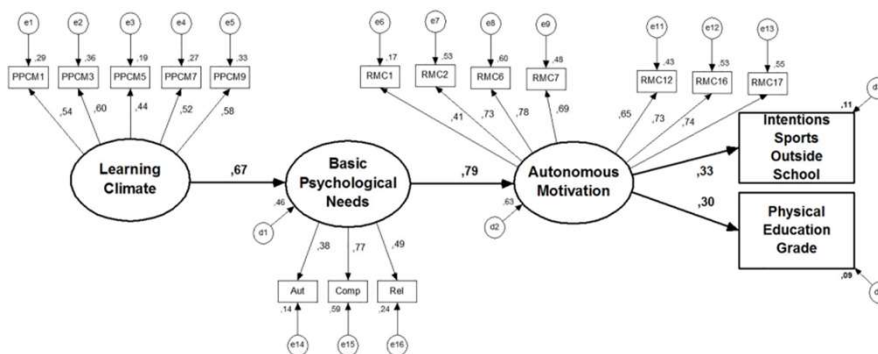 e1 e2 e3 e4 e5
,29 ,36 ,19 ,27 ,33
PPCM1 PPCM3 PPCM5 PPCM7 PPCM9
,54 ,60 ,44 ,52 ,58
e6 e7 e8 e9 e11 e12 e13
,17 ,53 ,60 ,48 ,43 ,53 ,55
RMC1 RMC2 RMC6 RMC7 RMC12 RMC16 RMC17
,41 ,73 ,78 ,69 ,65 ,73 ,74
Learning
Climate
,67
Basic
Psychological
Needs
,46
d1
,79
Autonomous
Motivation
,63
d2
,33
,30
,11
Intentions
Sports
Outside
School
Physical
Education
Grade
,09
,38 ,77 ,49
Aut Comp Rel
,14 ,59 ,24
e14 e15 e16